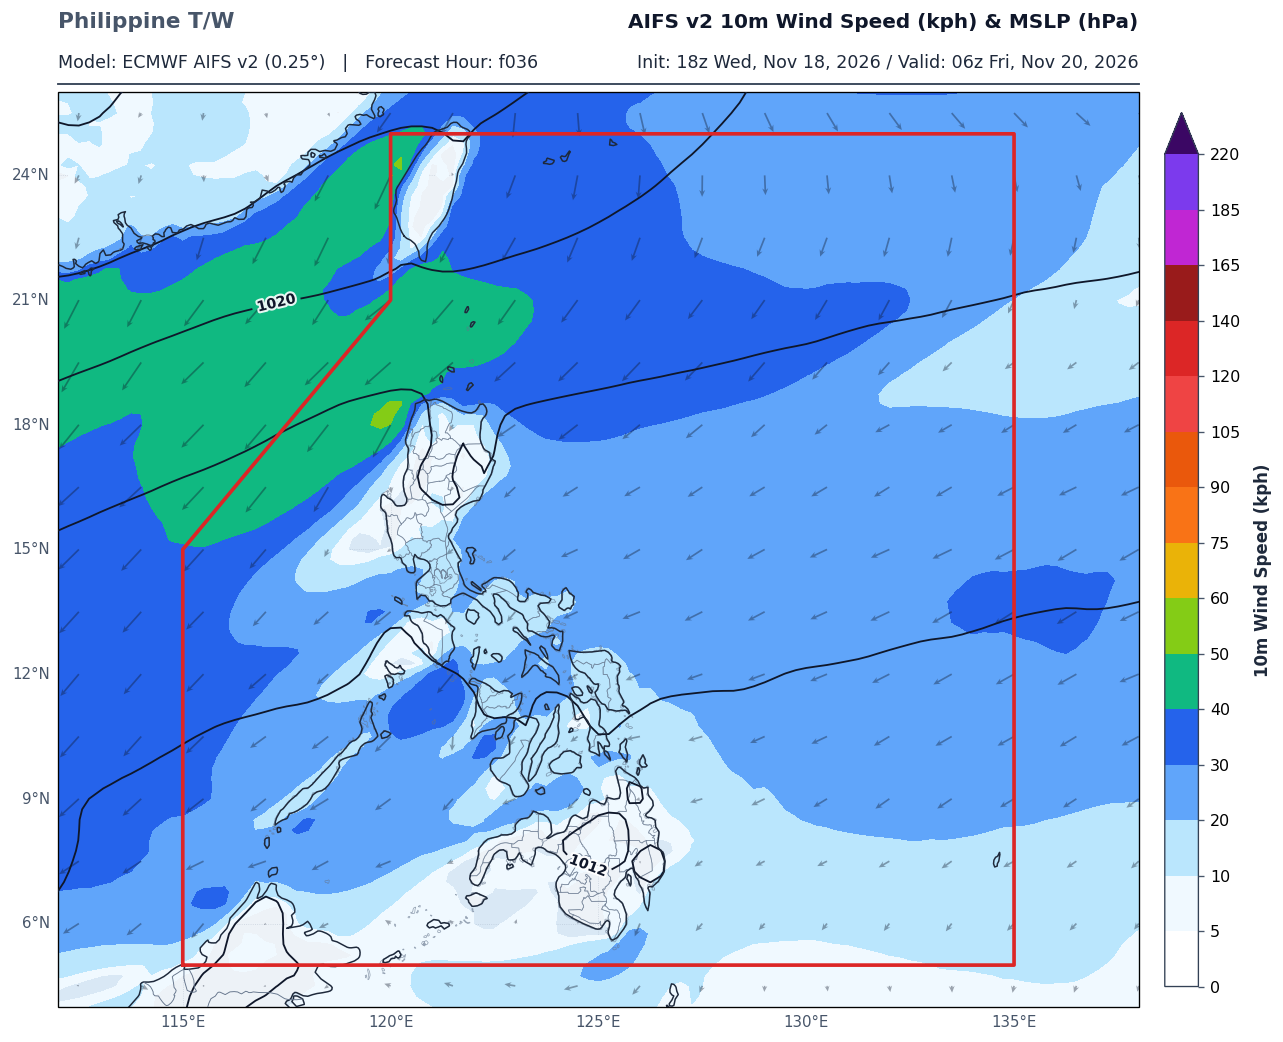 Philippine T/W
AIFS v2 10m Wind Speed (kph) & MSLP (hPa)
Model: ECMWF AIFS v2 (0.25°) | Forecast Hour: f036
Init: 18z Wed, Nov 18, 2026 / Valid: 06z Fri, Nov 20, 2026
24°N
21°N
18°N
15°N
12°N
9°N
6°N
1020
1012
115°E
120°E
125°E
130°E
135°E
220
185
165
140
120
105
90
75
60
50
40
30
20
10
5
0
10m Wind Speed (kph)